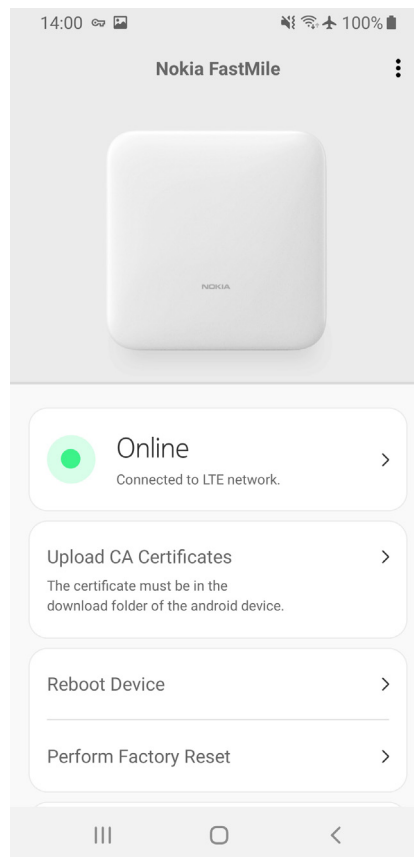 14:00
100%
Nokia FastMile
NOKIA
Online
Connected to LTE network.
Upload CA Certificates
The certificate must be in the
download folder of the android device.
Reboot Device
Perform Factory Reset